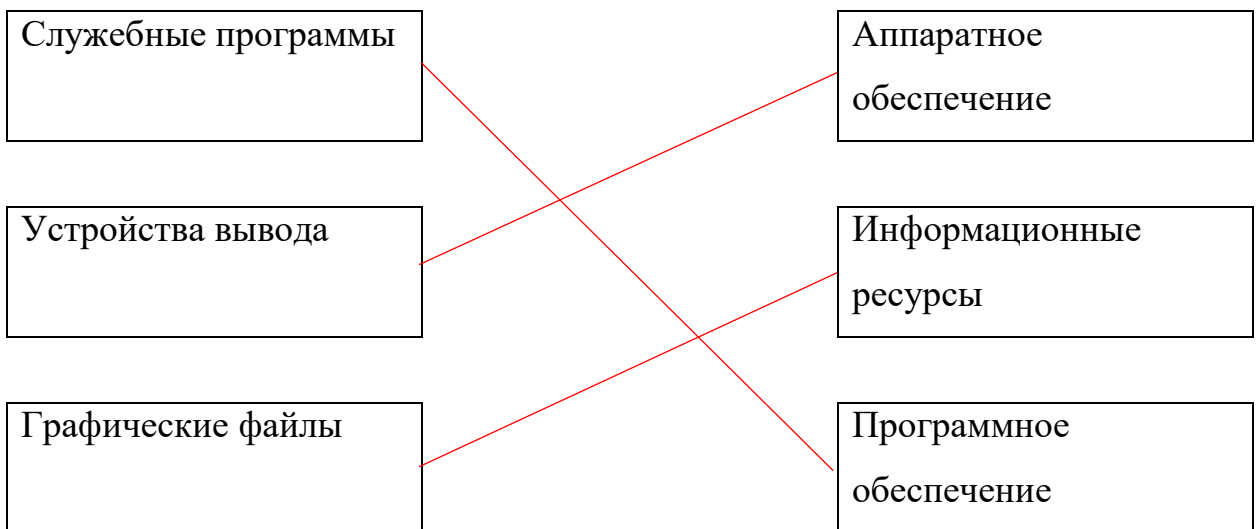 Служебные программы
Аппаратное
обеспечение
Устройства вывода
Информационные
ресурсы
Графические файлы
Программное
обеспечение